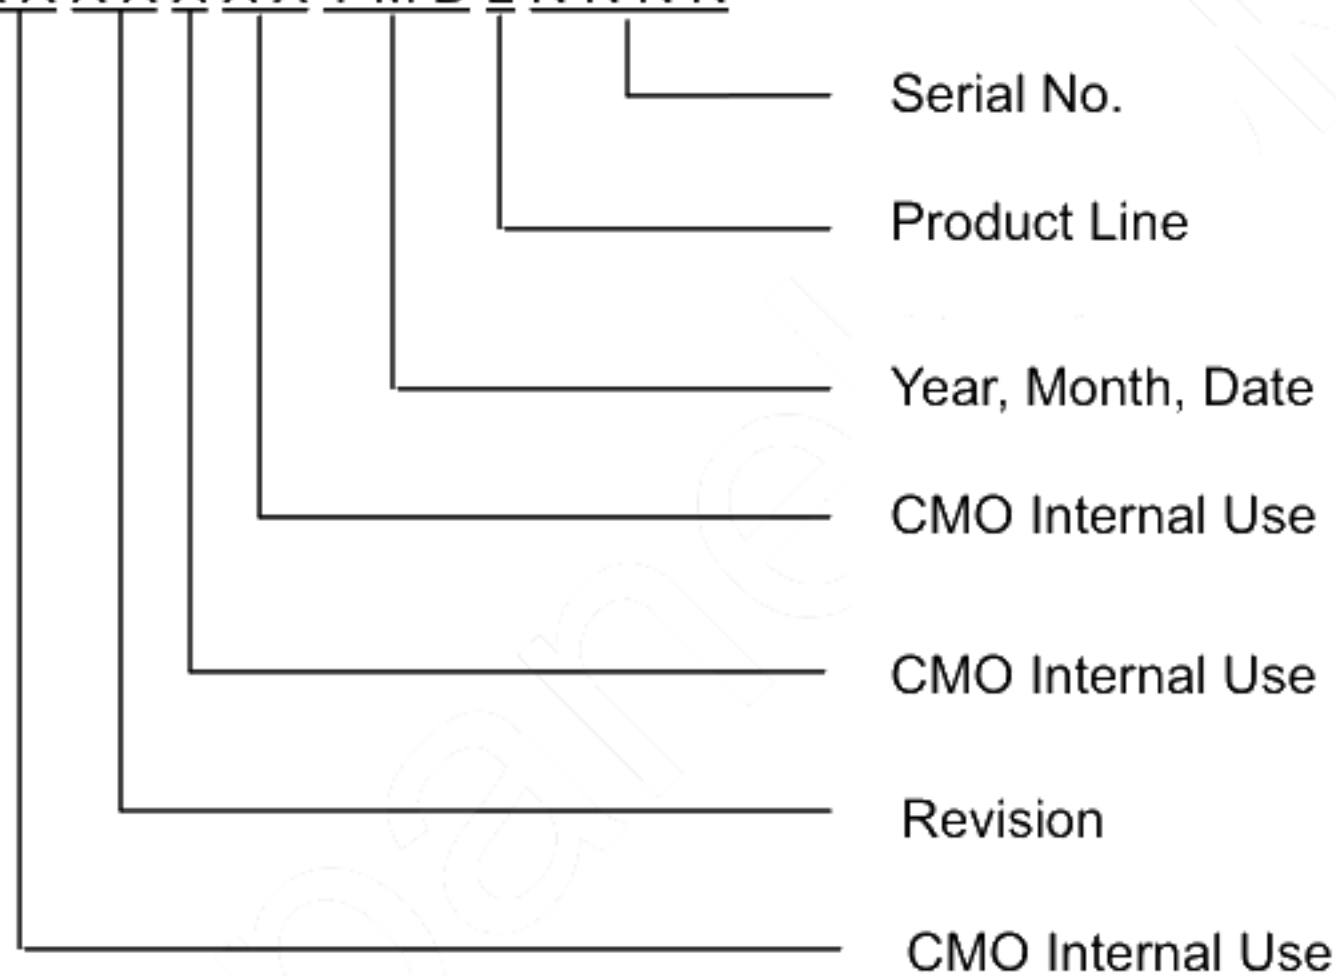 Serial No.
Product Line
Year, Month, Date
CMO Internal Use
CMO Internal Use
Revision
CMO Internal Use